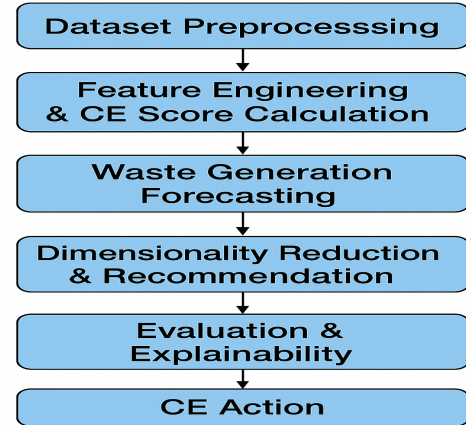 Dataset Preprocesssing
Feature Engineering
& CE Score Calculation
Waste Generation
Forecasting
Dimensionality Reduction
& Recommendation
Evaluation &
Explainability
CE Action